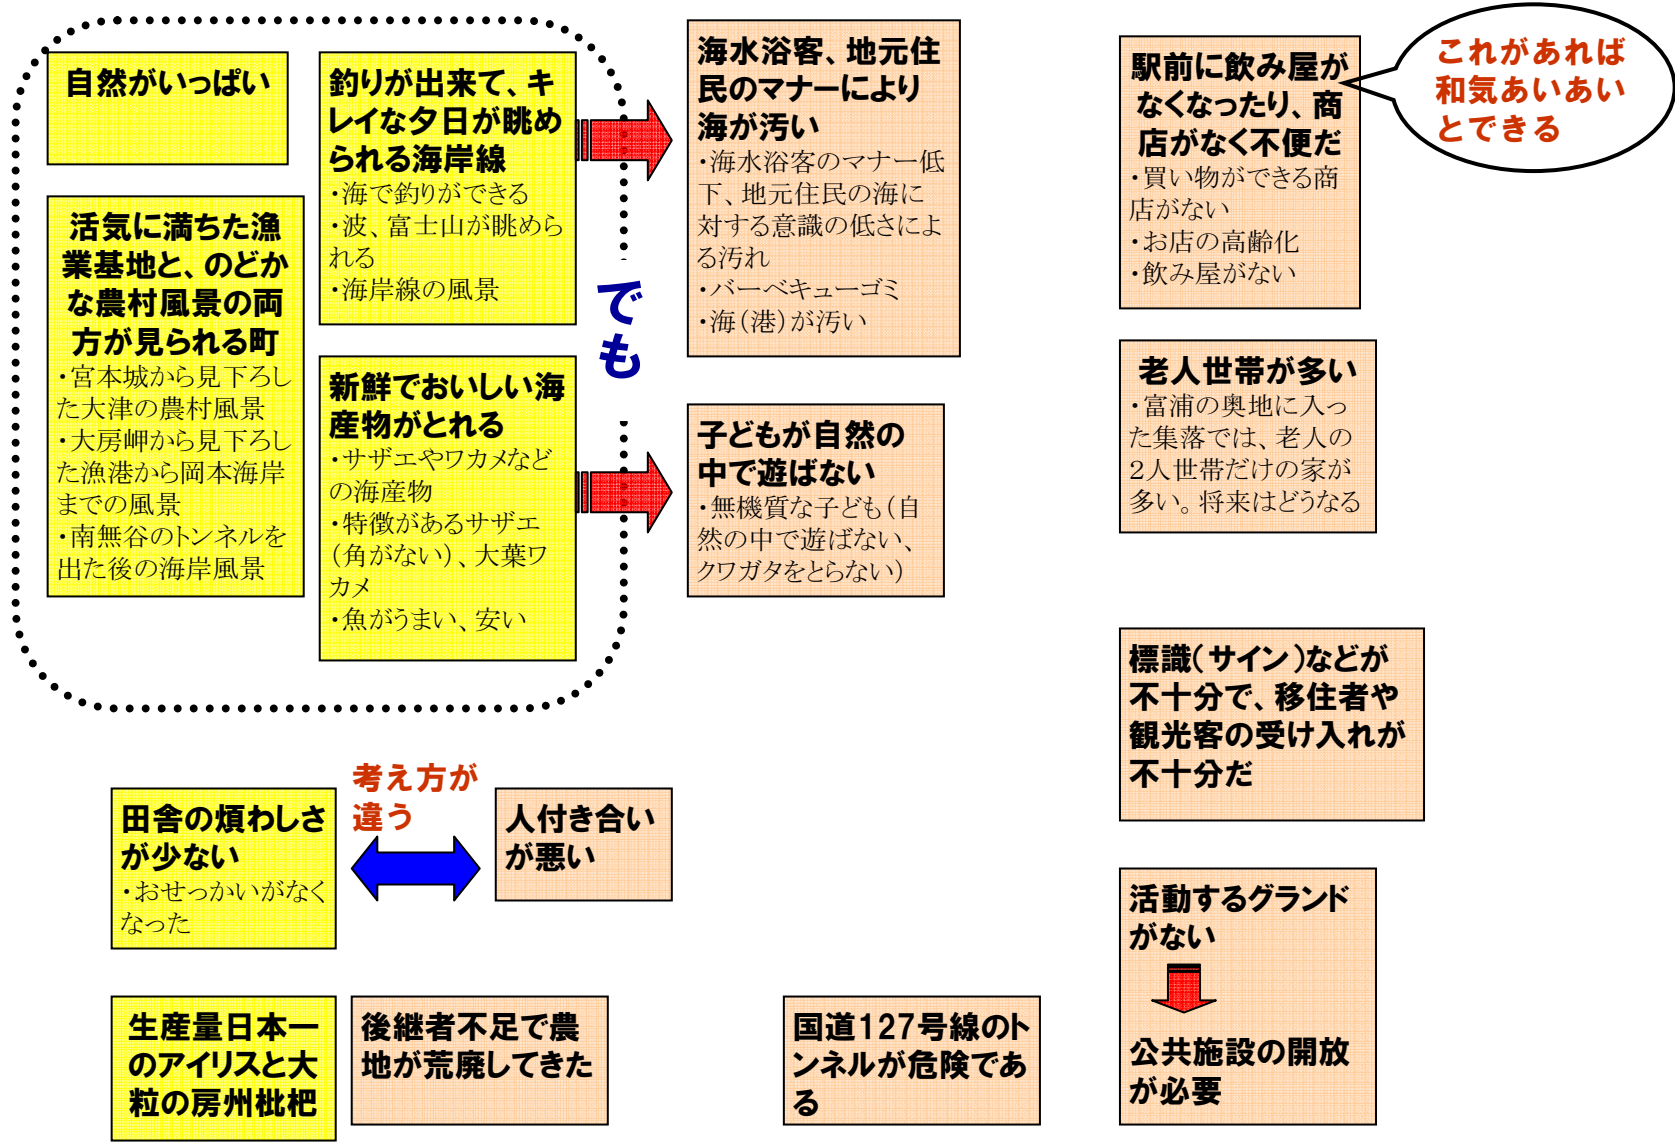 自然がいっぱい
活気に満ちた漁
業基地と、のどか
な農村風景の両
方が見られる町
・宮本城から見下ろし
た大津の農村風景
・大房岬から見下ろし
た漁港から岡本海岸
までの風景
・南無谷のトンネルを
出た後の海岸風景
釣りが出来て、キ
レイな夕日が眺め
られる海岸線
・海で釣りができる
・波、富士山が眺めら
れる
・海岸線の風景
新鮮でおいしい海
産物がとれる
・サザエやワカメなど
の海産物
・特徴があるサザエ
(角がない)、大葉ワ
カメ
・魚がうまい、安い
でも
海水浴客、地元住
民のマナーにより
海が汚い
・海水浴客のマナー低
下、地元住民の海に
対する意識の低さによ
る汚れ
・バーベキューゴミ
・海(港)が汚い
子どもが自然の
中で遊ばない
・無機質な子ども(自
然の中で遊ばない、
クワガタをとらない)
駅前に飲み屋が
なくなったり、商
店がなく不便だ
・買い物ができる商
店がない
・お店の高齢化
・飲み屋がない
これがあれば
和気あいあい
とできる
老人世帯が多い
・富浦の奥地に入っ
た集落では、老人の
2人世帯だけの家が
多い。将来はどうなる
標識(サイン)などが
不十分で、移住者や
観光客の受け入れが
不十分だ
田舎の煩わしさ
が少ない
・おせっかいがなく
なった
考え方が
違う
人付き合い
が悪い
活動するグランド
がない
公共施設の開放
が必要
生産量日本一
のアイリスと大
粒の房州枇杷
後継者不足で農
地が荒廃してきた
国道127号線のト
ンネルが危険であ
る